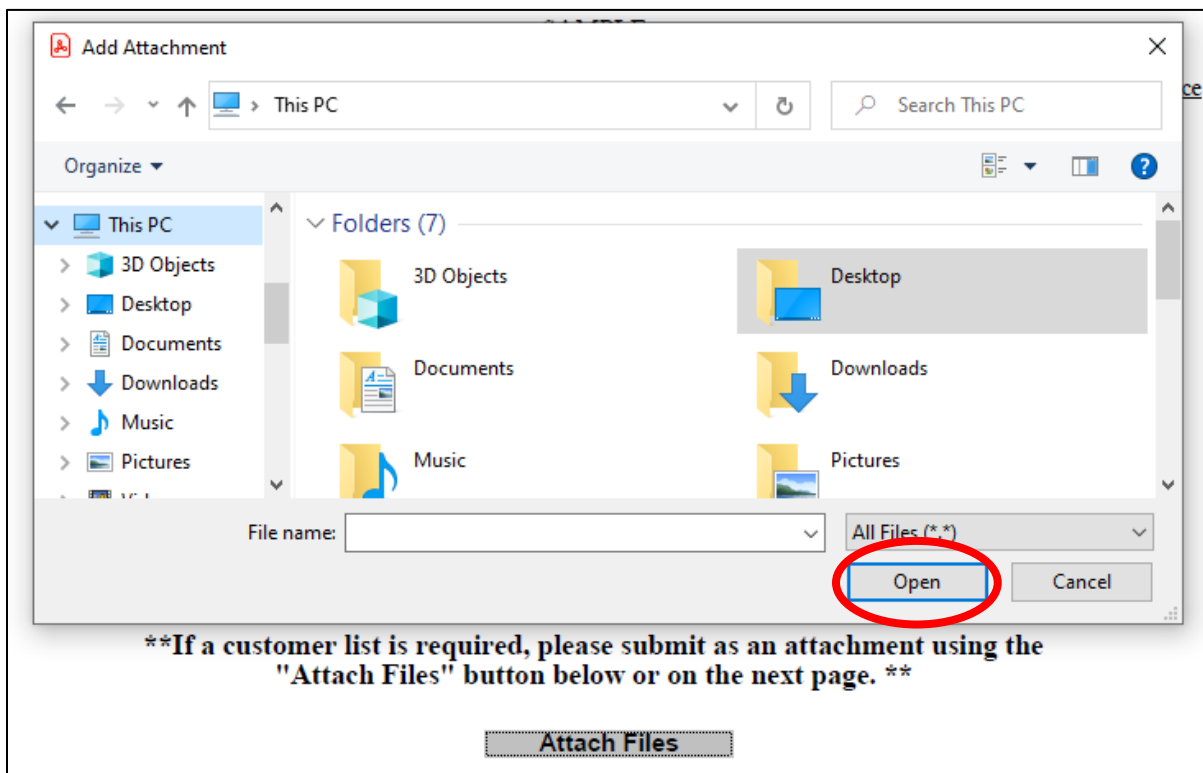 Add Attachment
This PC
Search This PC
ce
Organize
This PC
3D Objects
Desktop
Documents
Downloads
Music
Pictures
Folders (7)
3D Objects
Desktop
Documents
Downloads
Music
Pictures
File name:
All Files (*.*)
Open
Cancel
**If a customer list is required, please submit as an attachment using the
"Attach Files" button below or on the next page. **
Attach Files